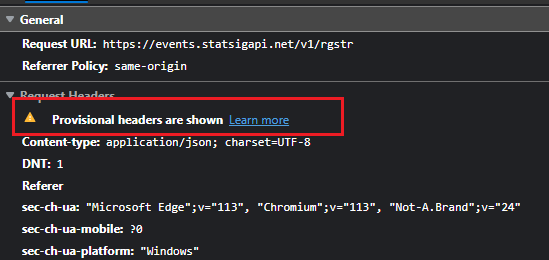 General
Request URL: https://events.statsigapi.net/v1/rgstr
Referrer Policy: same-origin
Request Headers
Provisional headers are shown Learn more
Content-type: application/json; charset=UTF-8
DNT: 1
Referer
sec-ch-ua: "Microsoft Edge";v="113", "Chromium";v="113", "Not-A.Brand";v="24"
sec-ch-ua-mobile: ?0
sec-ch-ua-platform: "Windows"